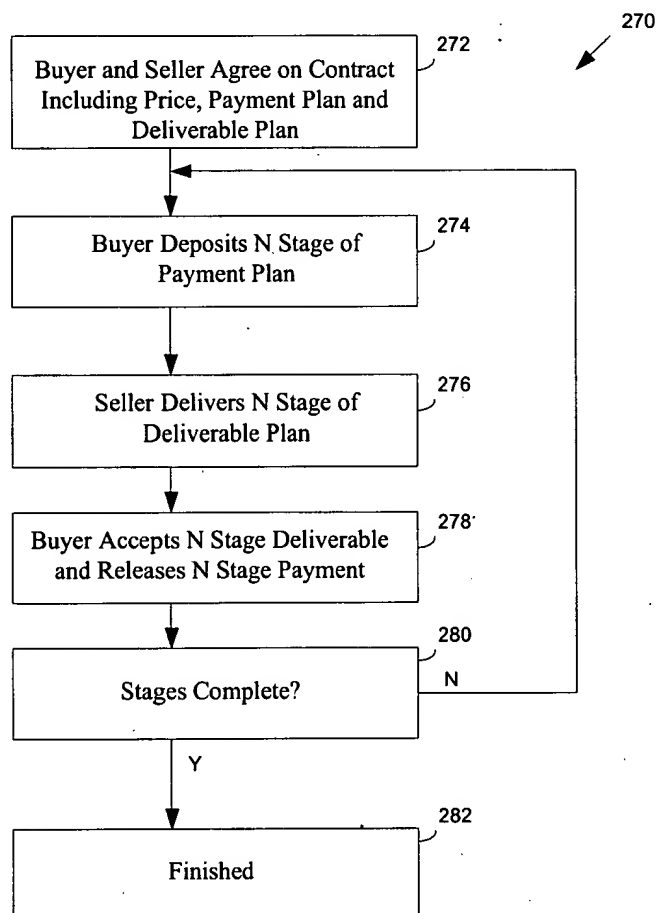 270
272
Buyer and Seller Agree on Contract
Including Price, Payment Plan and
Deliverable Plan
274
Buyer Deposits N Stage of
Payment Plan
276
Seller Delivers N Stage of
Deliverable Plan
278
Buyer Accepts N Stage Deliverable
and Releases N Stage Payment
280
Stages Complete?
N
Y
282
Finished